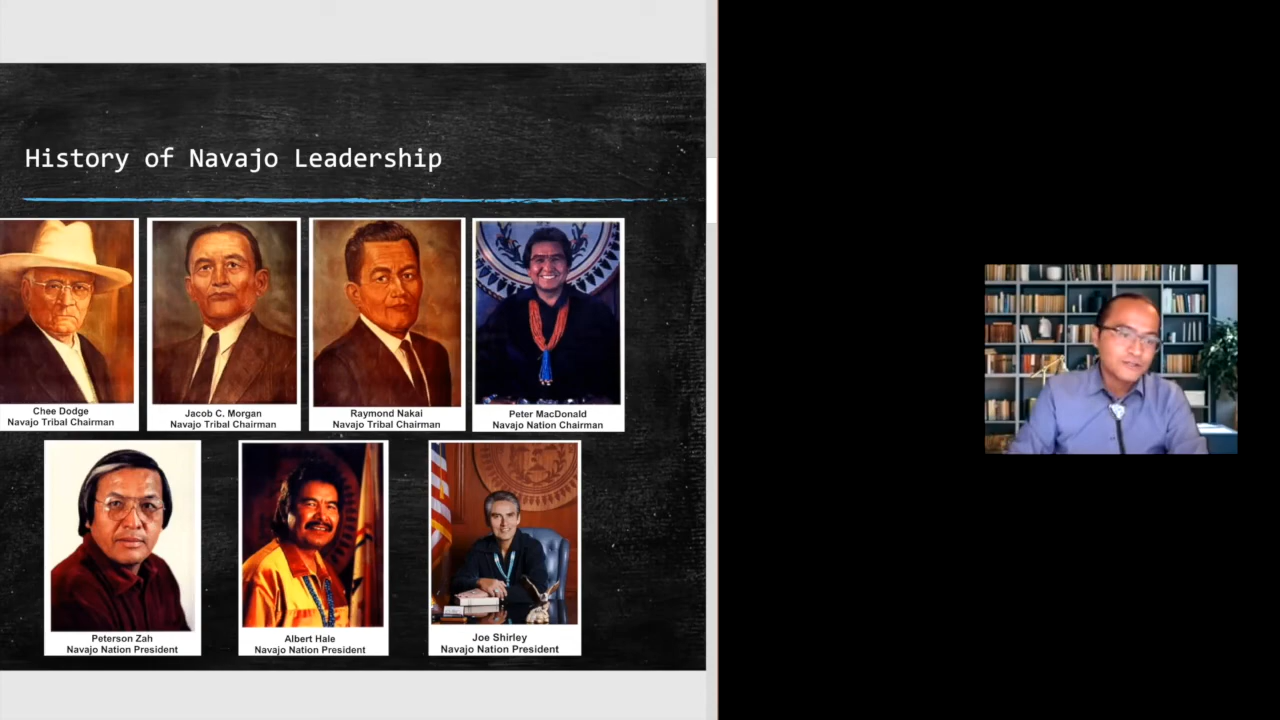 History of Navajo Leadership
Chee Dodge
Navajo Tribal Chairman
Jacob C. Morgan
Navajo Tribal Chairman
Raymond Nakai
Navajo Tribal Chairman
Peter MacDonald
Navajo Nation Chairman
Peterson Zah
Navajo Nation President
Albert Hale
Navajo Nation President
Joe Shirley
Navajo Nation President